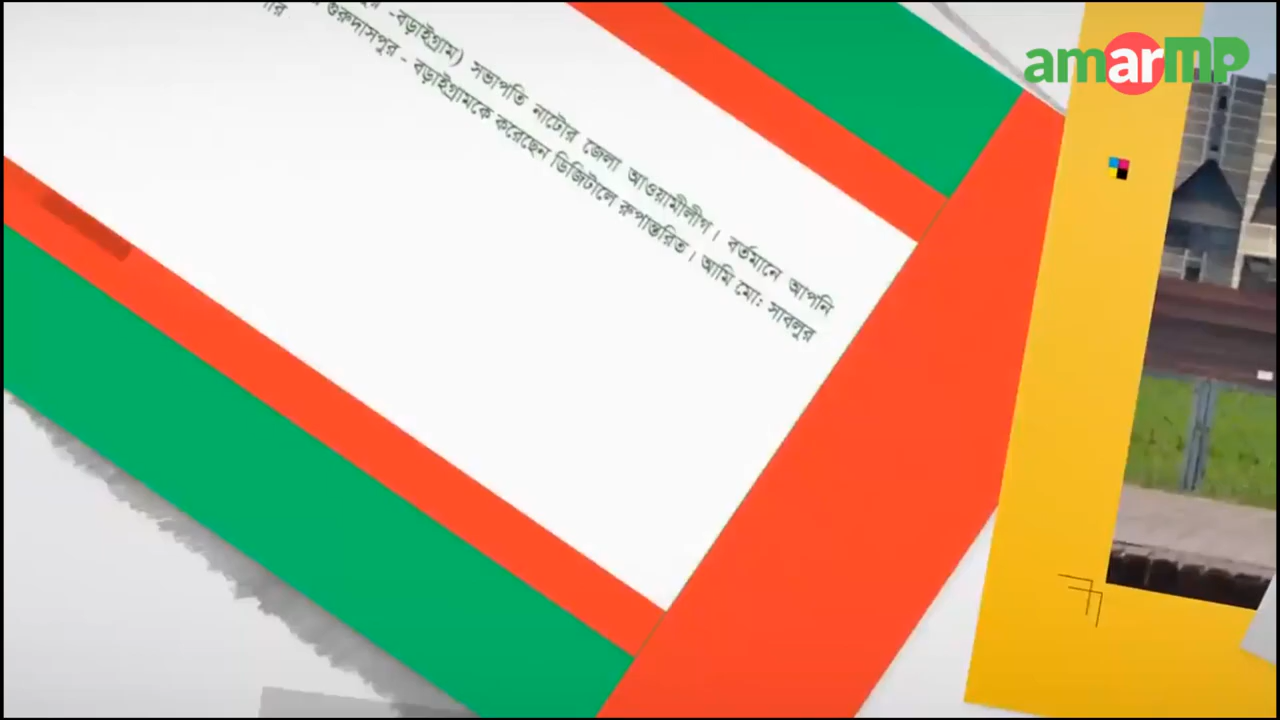 amarMP
-বড়াইগ্রাম) সভাপতি নাটোর জেলা আওয়ামীলীগ। বর্তমানে আপনি
গুরুদাসপুর - বড়াইগ্রামকে করেছেন ডিজিটালে রুপান্তরিত। আমি মো: সাবলুর